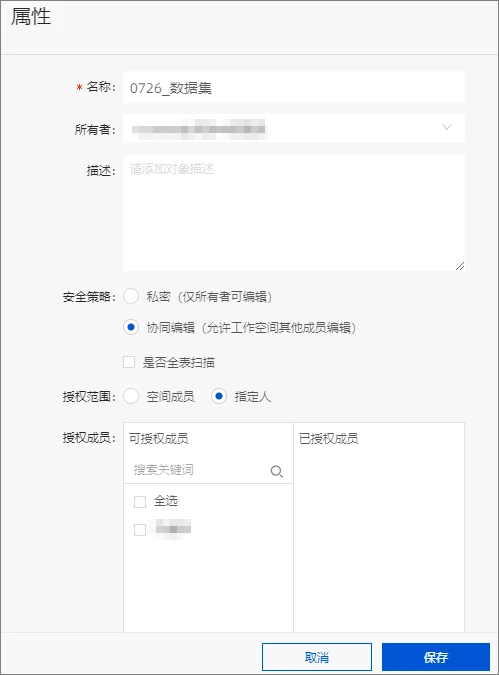 属性
* 名称: 0726_数据集
所有者:
描述: 请添加对象描述
安全策略: 私密（仅所有者可编辑）
协同编辑（允许工作空间其他成员编辑）
是否全表扫描
授权范围: 空间成员 指定人
授权成员: 可授权成员 已授权成员
搜索关键词
全选
取消 保存